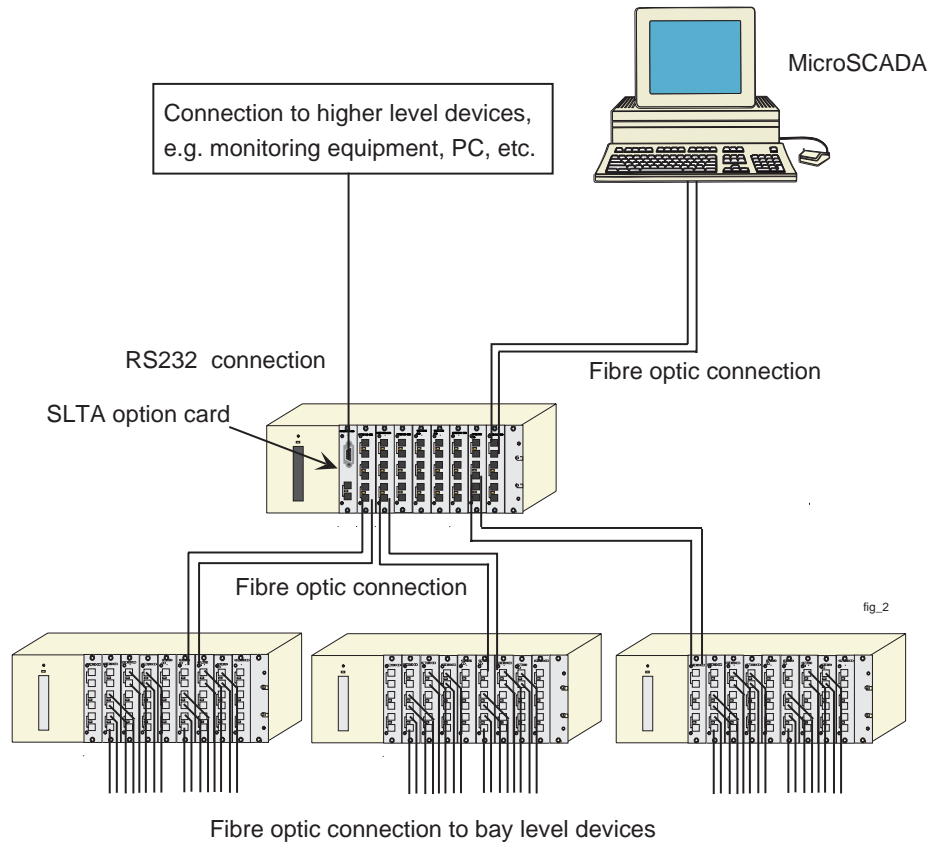 MicroSCADA
Connection to higher level devices,
e.g. monitoring equipment, PC, etc.
RS232 connection
Fibre optic connection
SLTA option card
Fibre optic connection
fig_2
Fibre optic connection to bay level devices